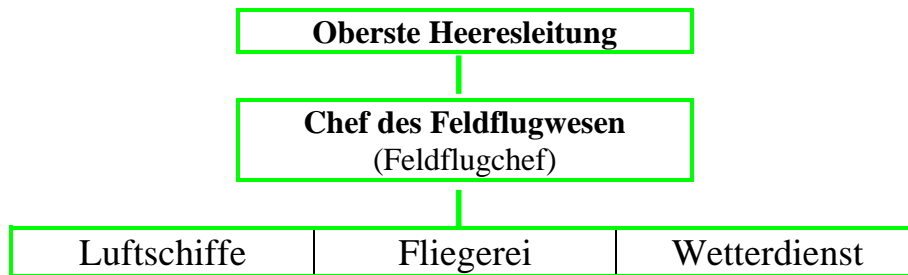 Oberste Heeresleitung
Chef des Feldflugwesen
(Feldflugchef)
Luftschiffe Fliegerei Wetterdienst